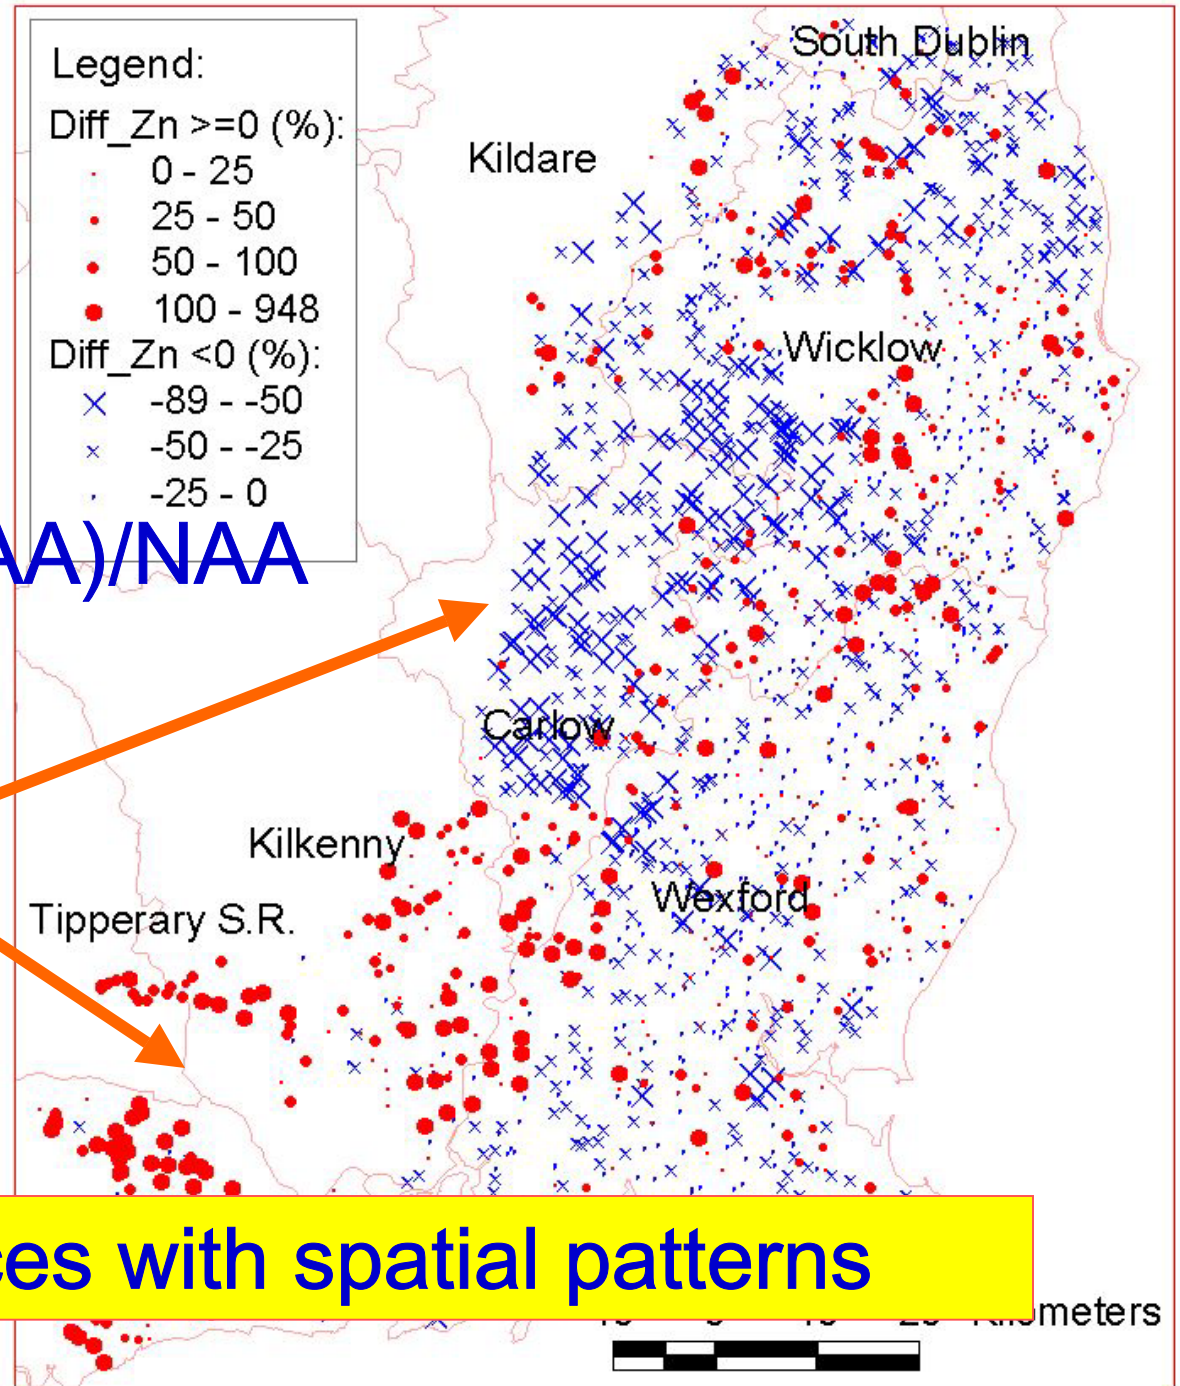 South Dublin
Legend:
Diff_Zn >=0 (%):
0 - 25
25 - 50
50 - 100
100 - 948
Diff_Zn <0 (%):
-89 - -50
-50 - -25
-25 - 0
AA)/NAA
Kildare
Wicklow
Carlow
Kilkenny
Wexford
Tipperary S.R.
ces with spatial patterns
ometers